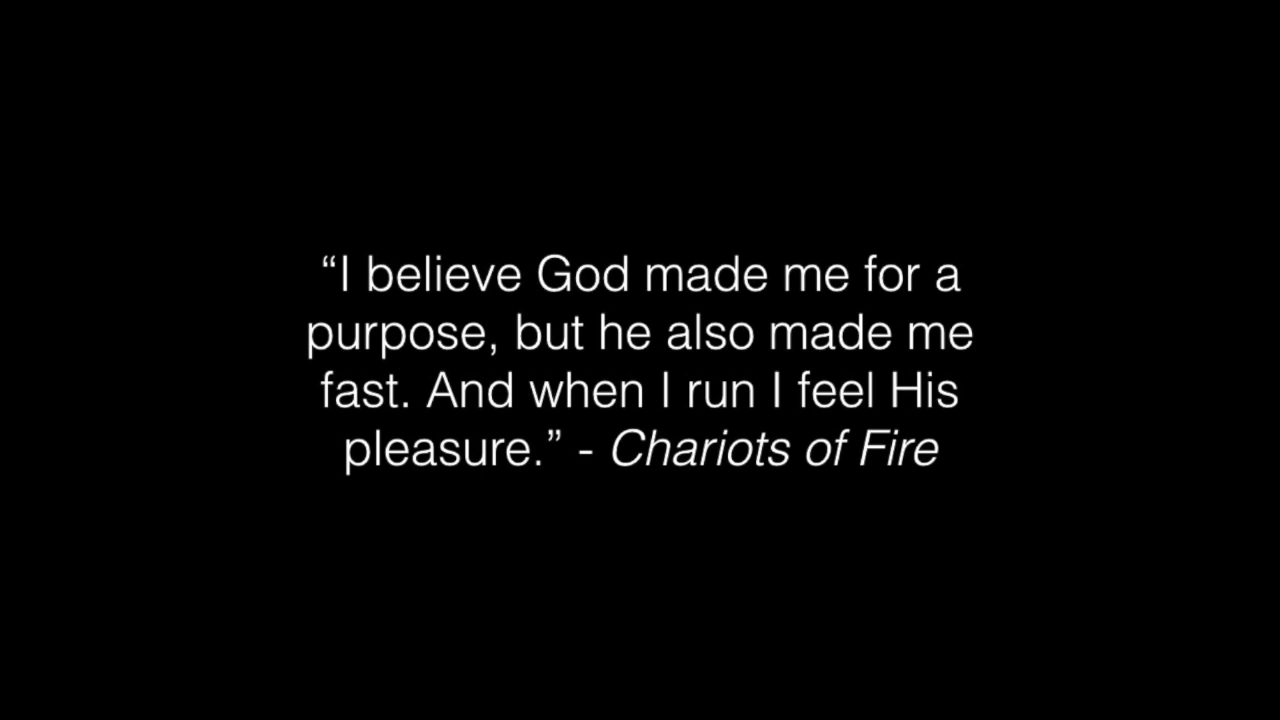 “I believe God made me for a
purpose, but he also made me
fast. And when I run I feel His
pleasure.” - Chariots of Fire